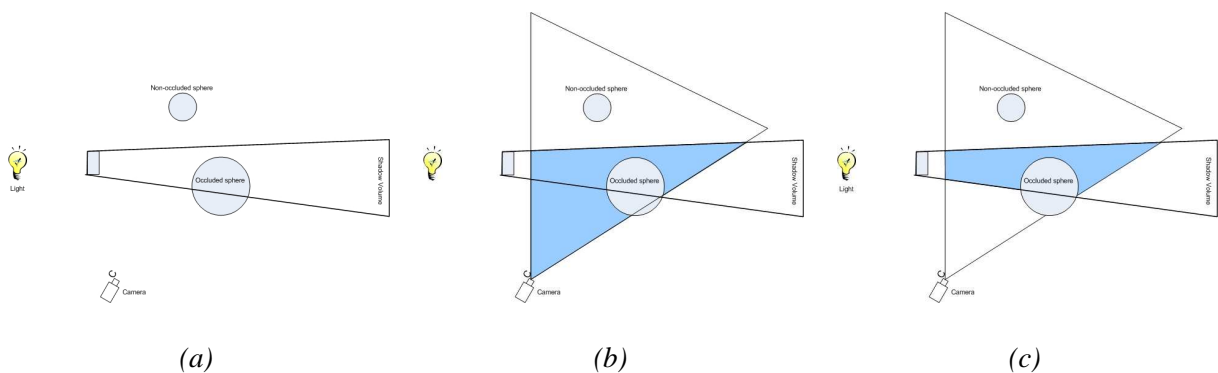 Non-occluded sphere
Light
Occluded sphere
Shadow Volume
Camera
(a)
Non-occluded sphere
Occluded sphere
Shadow Volume
Camera
(b)
Non-occluded sphere
Light
Occluded sphere
Shadow Volume
Camera
(c)